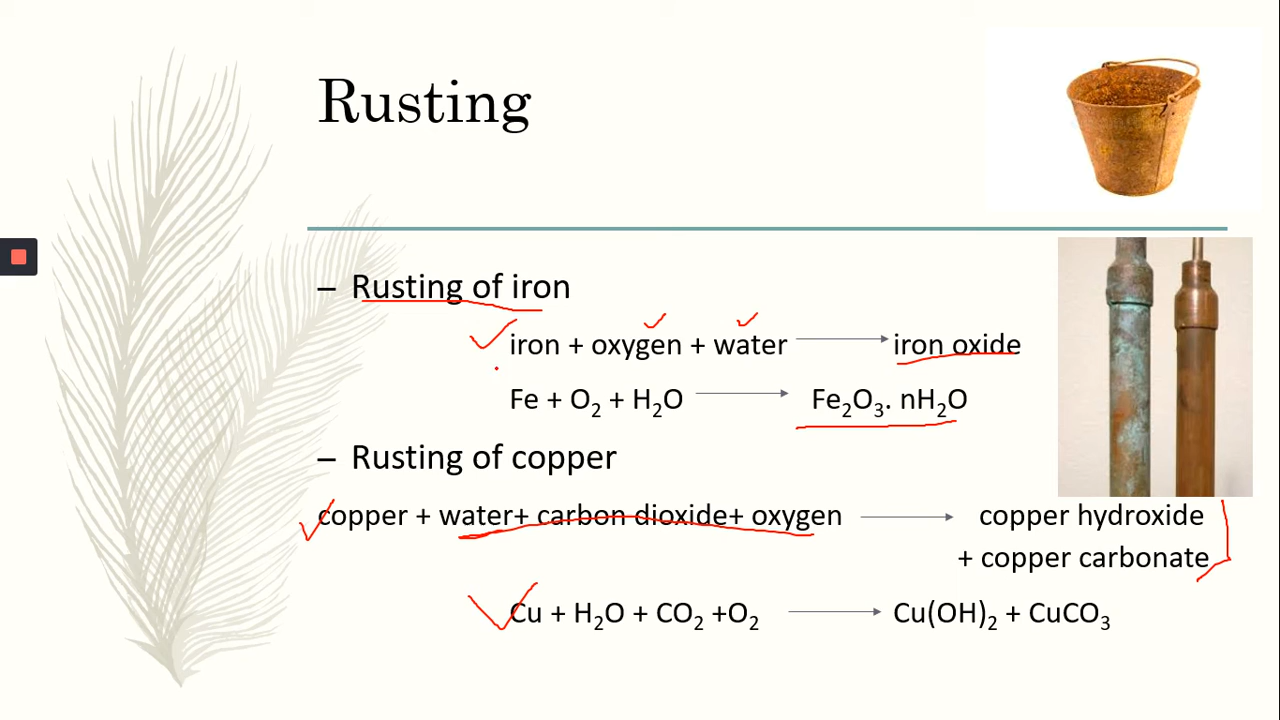 Rusting
– Rusting of iron
iron + oxygen + water → iron oxide
Fe + O₂ + H₂O → Fe₂O₃. nH₂O
– Rusting of copper
copper + water+ carbon dioxide+ oxygen → copper hydroxide
+ copper carbonate
Cu + H₂O + CO₂ +O₂ → Cu(OH)₂ + CuCO₃